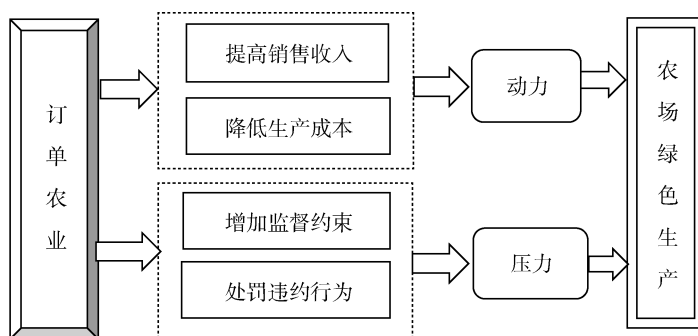 订单农业
提高销售收入
降低生产成本
动力
增加监督约束
处罚违约行为
压力
农场绿色生产